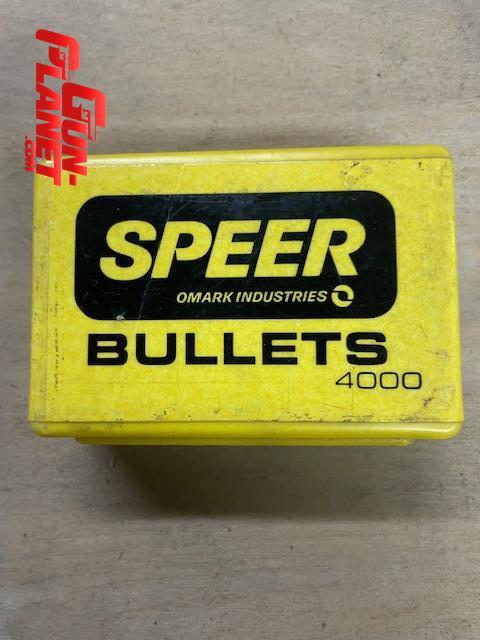 GUN-
PLANET
.COM
SPEER
OMARK INDUSTRIES
BULLETS
4000